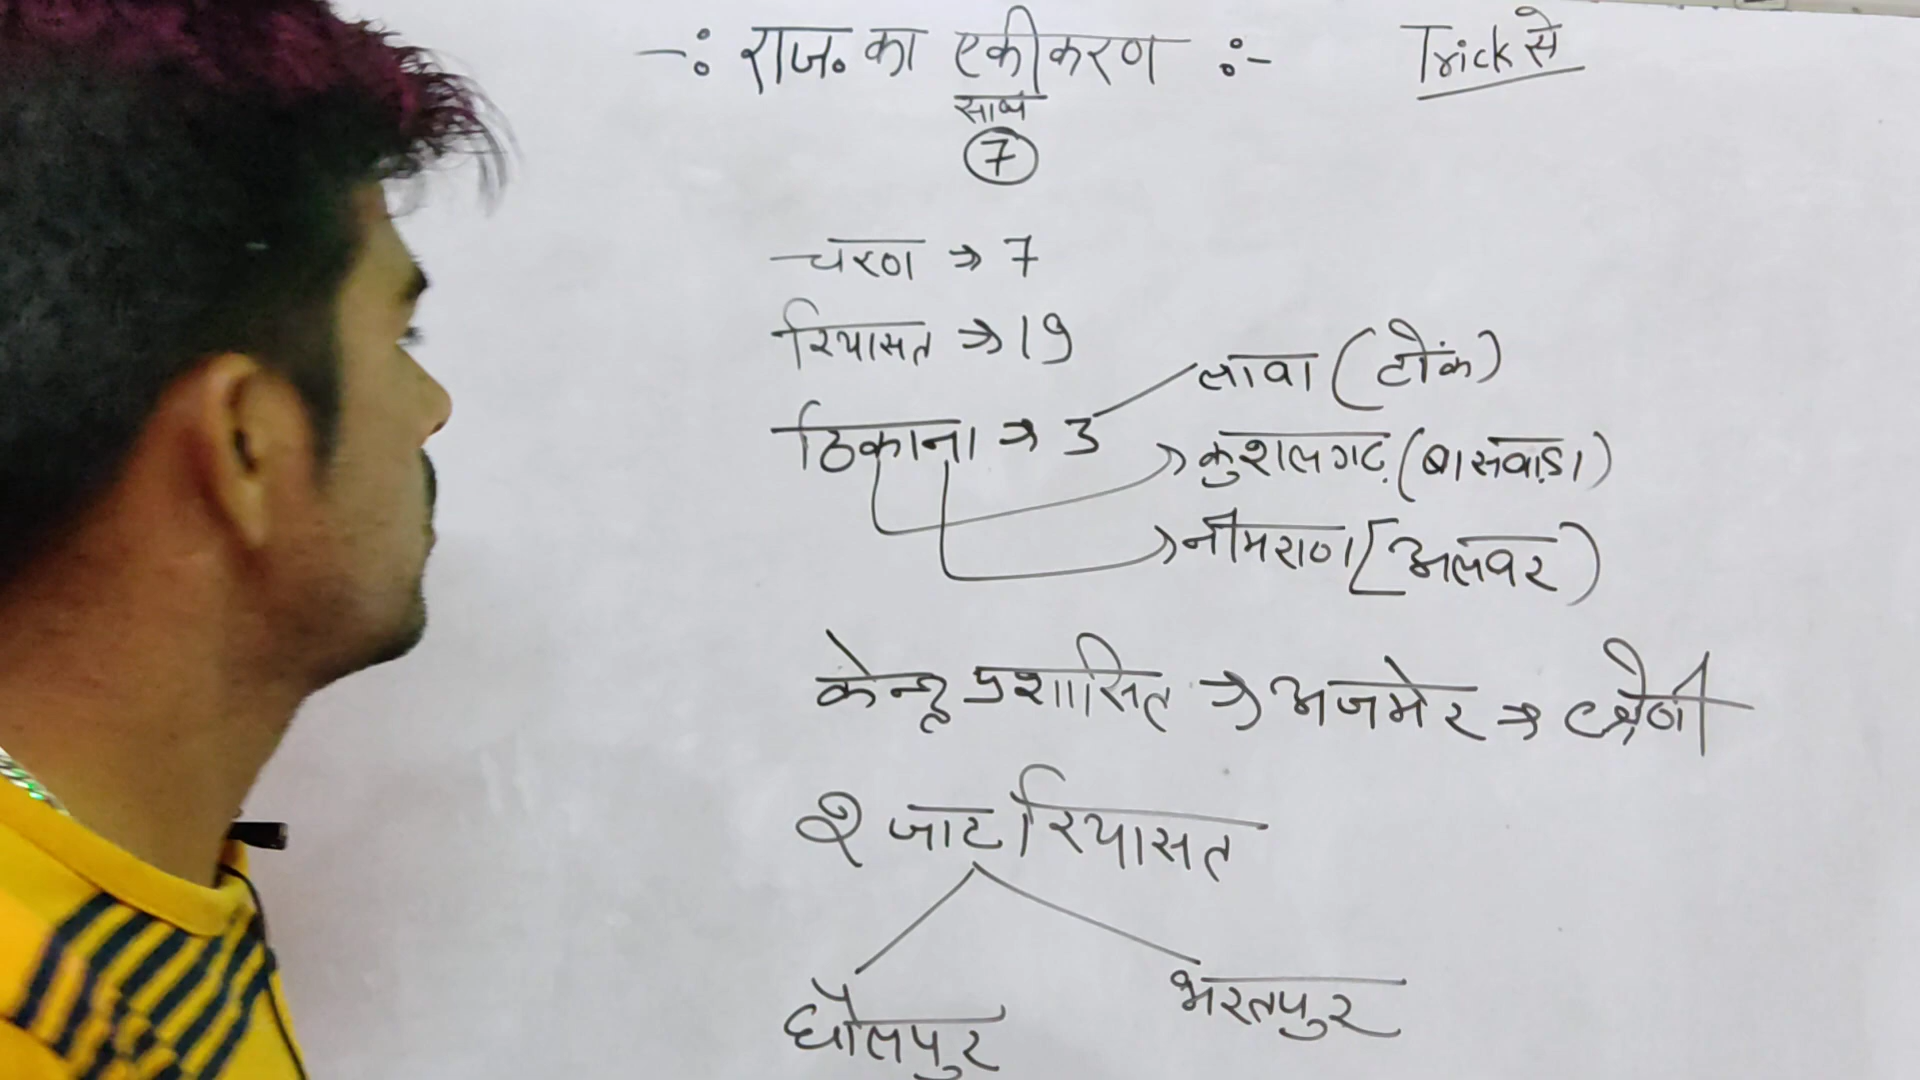 -: राज. का एकीकरण :-
Trick से
7
चरण → 7
रियासत → 19
ठिकाना → 3
लावा (टोंक)
→ कुशलगढ़ (बासवाड़ा)
→ नीमराणा (अलवर)
केन्द्र प्रशासित → अजमेर →
2 जाट रियासत
धौलपुर
भरतपुर